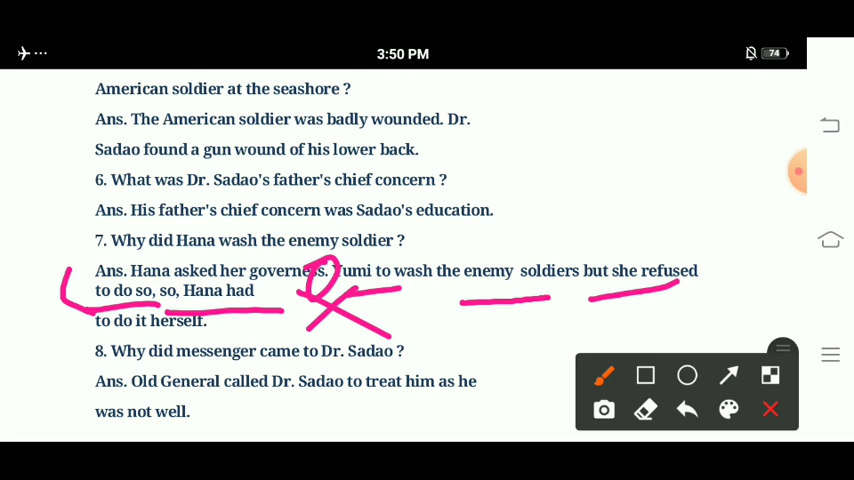 3:50 PM
74
American soldier at the seashore ?
Ans. The American soldier was badly wounded. Dr.
Sadao found a gun wound of his lower back.
6. What was Dr. Sadao's father's chief concern ?
Ans. His father's chief concern was Sadao's education.
7. Why did Hana wash the enemy soldier ?
Ans. Hana asked her governess. Yumi to wash the enemy soldiers but she refused
to do so, so, Hana had
to do it herself.
8. Why did messenger came to Dr. Sadao ?
Ans. Old General called Dr. Sadao to treat him as he
was not well.